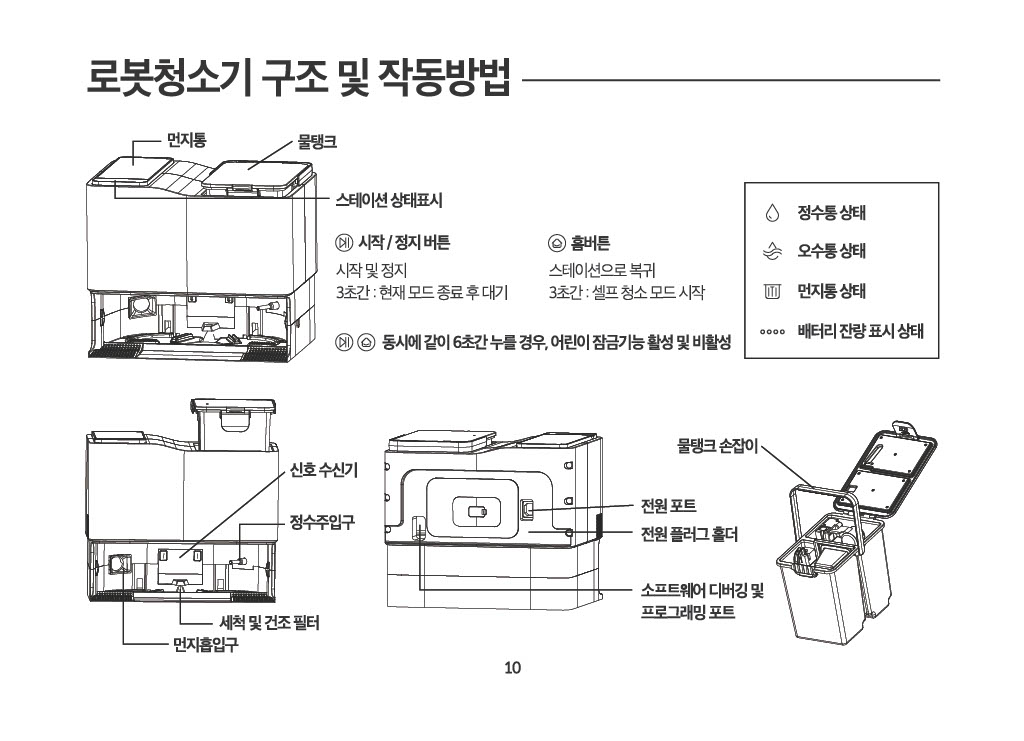 로봇청소기 구조 및 작동방법
먼지통
물탱크
스테이션 상태표시
시작 / 정지 버튼
시작 및 정지
3초간 : 현재 모드 종료 후 대기
홈버튼
스테이션으로 복귀
3초간 : 셀프 청소 모드 시작
동시에 같이 6초간 누를 경우, 어린이 잠금기능 활성 및 비활성
정수통 상태
오수통 상태
먼지통 상태
배터리 잔량 표시 상태
신호 수신기
정수주입구
세척 및 건조 필터
먼지흡입구
전원 포트
전원 플러그 홀더
소프트웨어 디버깅 및
프로그래밍 포트
물탱크 손잡이
10